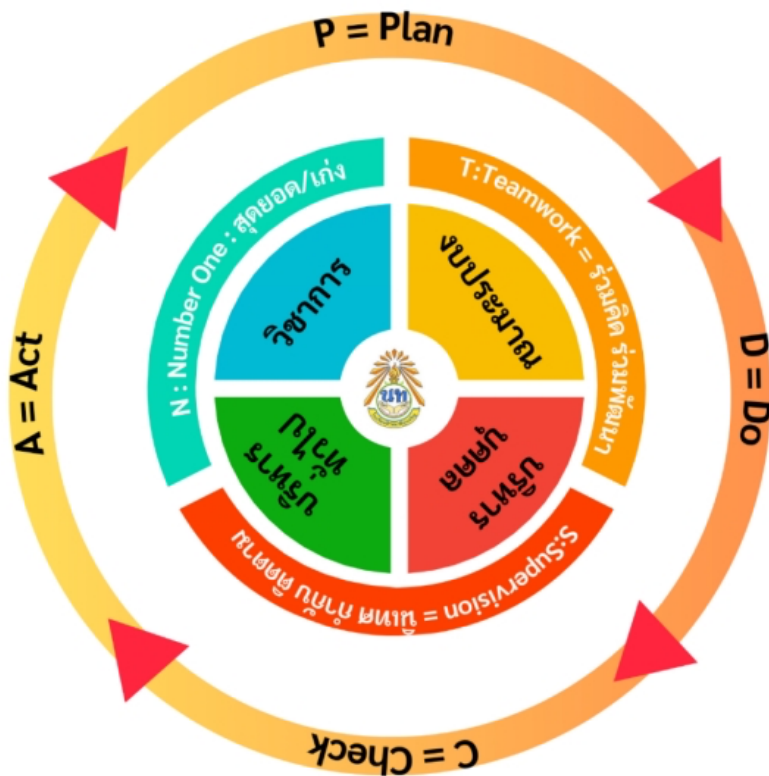 P = Plan
D = Do
C = Check
A = Act
N : Number One : สุดยอด/เก่ง
T:Teamwork = ร่วมคิด ร่วมพัฒนา
S:Supervision = นิเทศ กำกับ ติดตาม
วิชาการ
งบประมาณ
บริหาร
บุคคล
บริหาร
ทั่วไป
นท